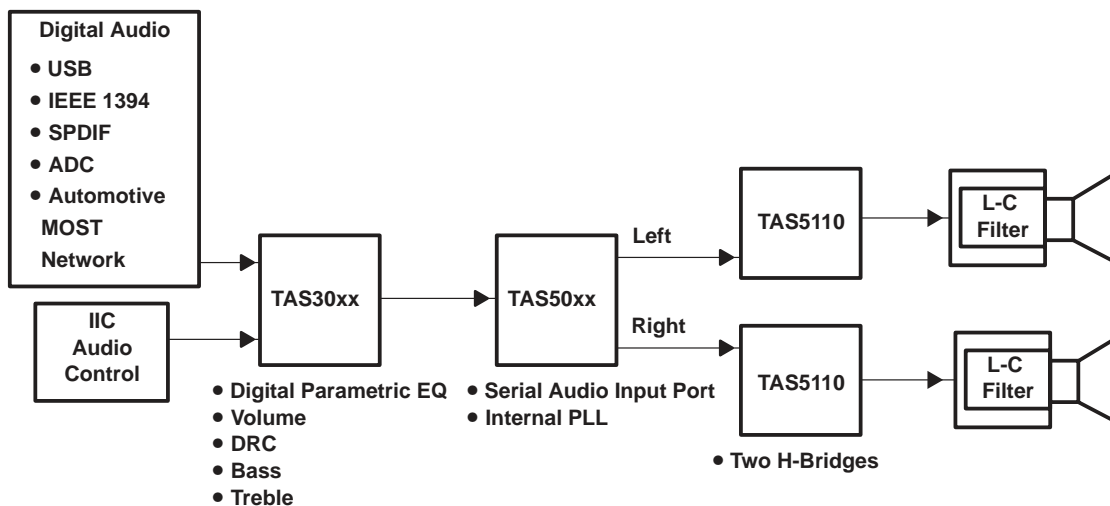 Digital Audio
• USB
• IEEE 1394
• SPDIF
• ADC
• Automotive
MOST
Network
IIC
Audio
Control
TAS30xx
• Digital Parametric EQ
• Volume
• DRC
• Bass
• Treble
TAS50xx
• Serial Audio Input Port
• Internal PLL
Left
Right
TAS5110
L-C
Filter
TAS5110
• Two H-Bridges
L-C
Filter